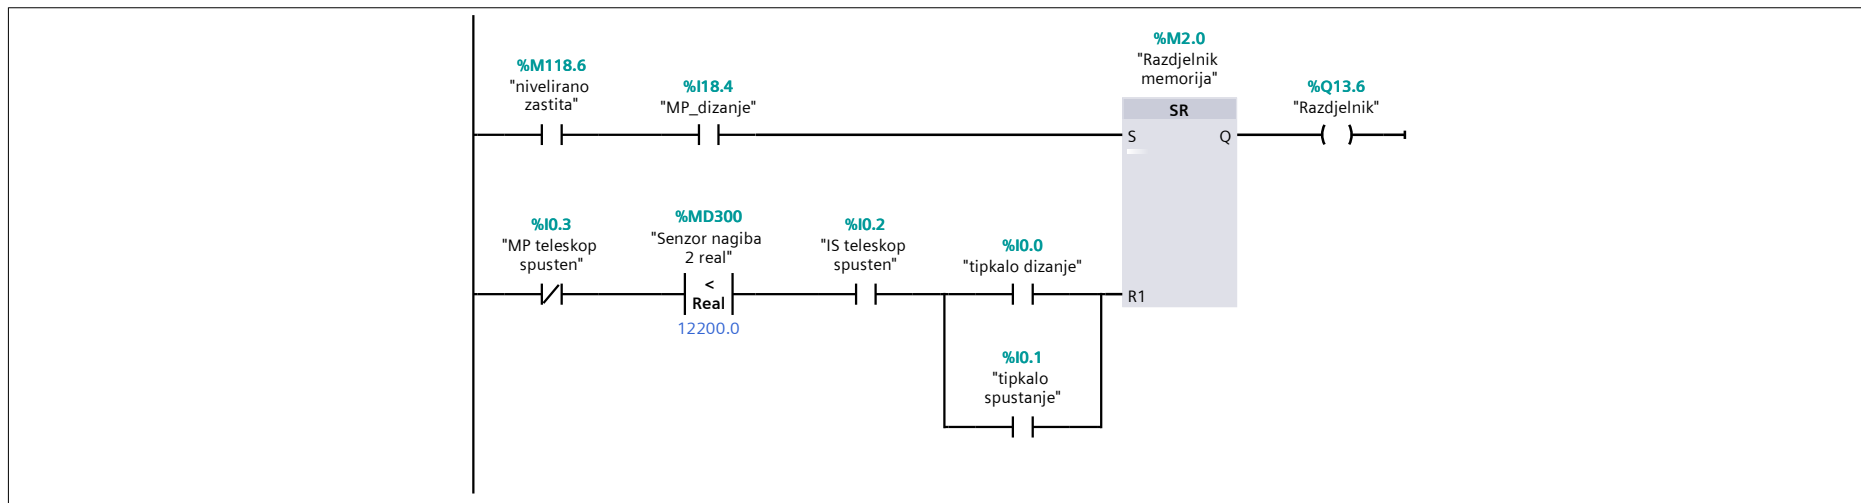 %M2.0
"Razdjelnik
memorija"
%M118.6
"nivelirano
zastita"
%I18.4
"MP_dizanje"
%Q13.6
"Razdjelnik"
SR
S
Q
%I0.3
"MP teleskop
spusten"
%MD300
"Senzor nagiba
2 real"
<
Real
12200.0
%I0.2
"IS teleskop
spusten"
%I0.0
"tipkalo dizanje"
R1
%I0.1
"tipkalo
spustanje"